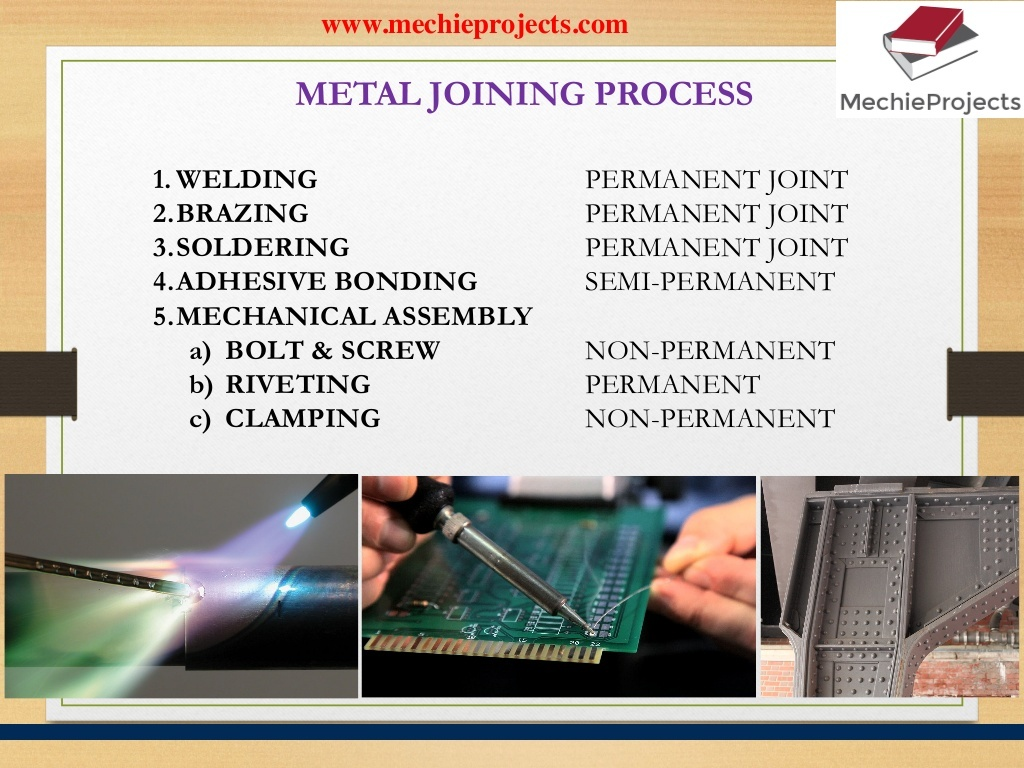 www.mechieprojects.com
MechieProjects
METAL JOINING PROCESS
1. WELDING PERMANENT JOINT
2. BRAZING PERMANENT JOINT
3. SOLDERING PERMANENT JOINT
4. ADHESIVE BONDING SEMI-PERMANENT
5. MECHANICAL ASSEMBLY
a) BOLT & SCREW NON-PERMANENT
b) RIVETING PERMANENT
c) CLAMPING NON-PERMANENT